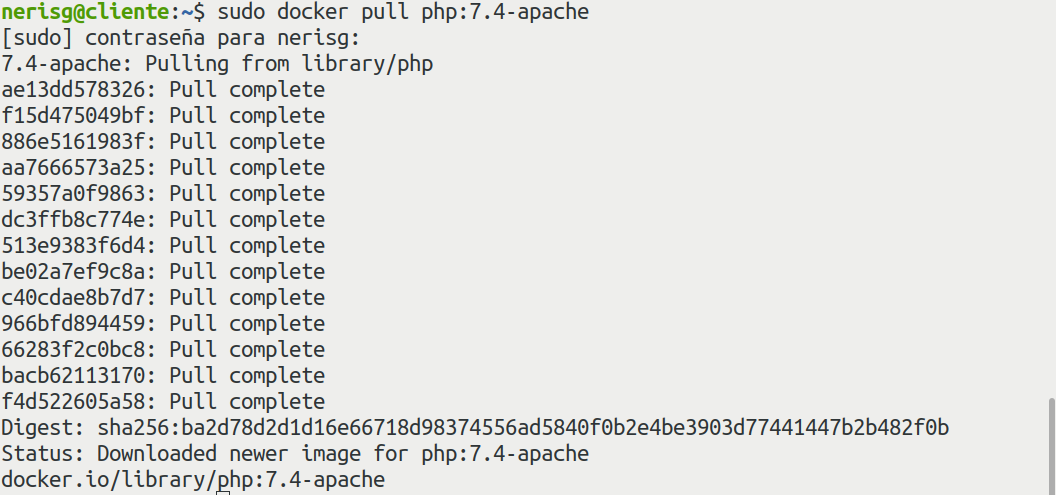 nerisg@cliente:~$ sudo docker pull php:7.4-apache
[sudo] contraseña para nerisg:
7.4-apache: Pulling from library/php
ae13dd578326: Pull complete
f15d475049bf: Pull complete
886e5161983f: Pull complete
aa7666573a25: Pull complete
59357a0f9863: Pull complete
dc3ffb8c774e: Pull complete
513e9383f6d4: Pull complete
be02a7ef9c8a: Pull complete
c40cdae8b7d7: Pull complete
966bfd894459: Pull complete
66283f2c0bc8: Pull complete
bacb62113170: Pull complete
f4d522605a58: Pull complete
Digest: sha256:ba2d78d2d1d16e66718d98374556ad5840f0b2e4be3903d77441447b2b482f0b
Status: Downloaded newer image for php:7.4-apache
docker.io/library/php:7.4-apache